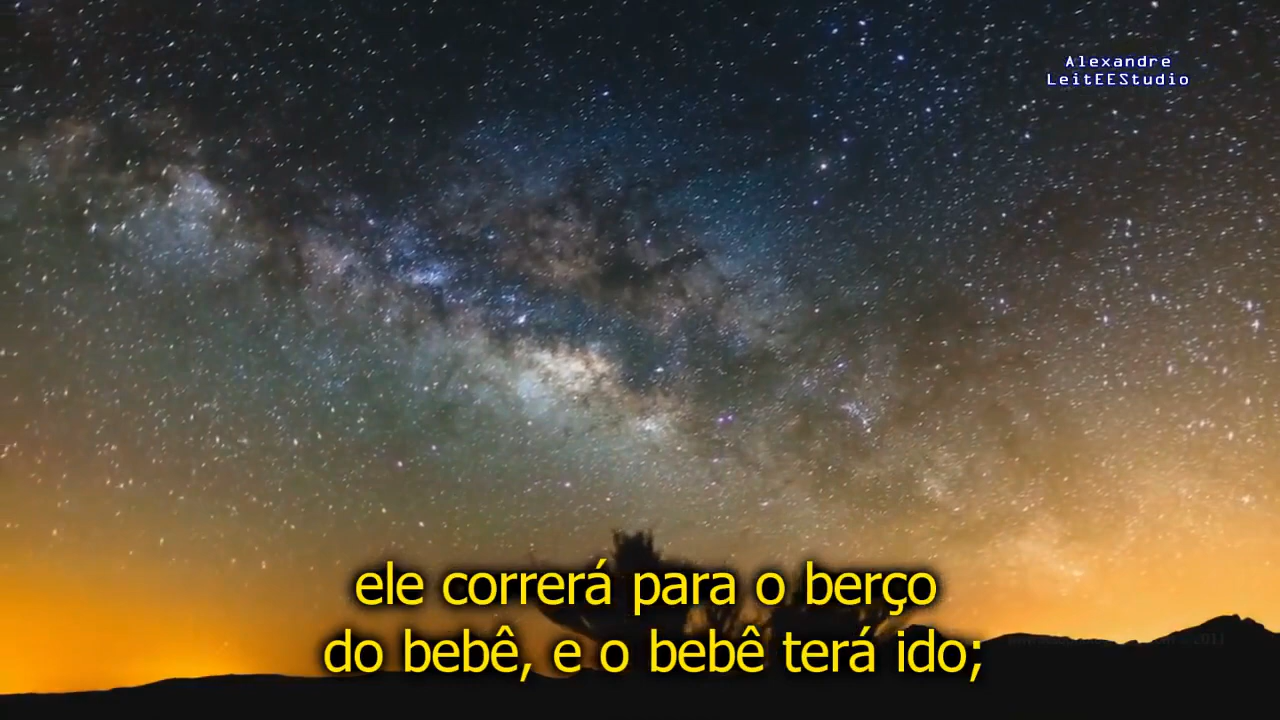 Alexandre
LeitEEStudio
ele correrá para o berço
do bebê, e o bebê terá ido;